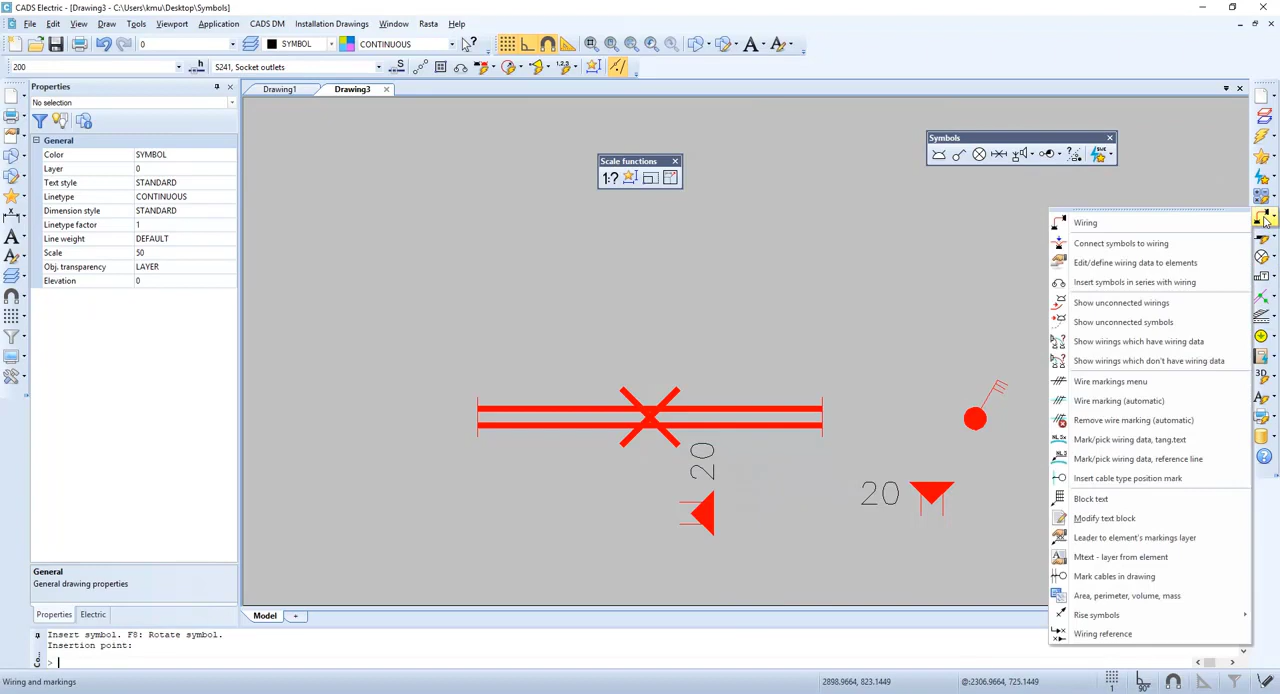 CADS Electric - [Drawing3] - C:\Users\kmu\Desktop\Symbols]
File Edit View Draw Tools Viewport Application CADS DM Installation Drawings Window Rasta Help
0 SYMBOL CONTINUOUS
200 h S241, Socket outlets S
Properties
Drawing1 Drawing3
No selection
General
Color SYMBOL
Layer 0
Text style STANDARD
Linetype CONTINUOUS
Dimension style STANDARD
Linetype factor 1
Line weight DEFAULT
Scale 50
Obj. transparency LAYER
Elevation 0
Scale functions
1:?
Symbols
Wiring
Connect symbols to wiring
Edit/define wiring data to elements
Insert symbols in series with wiring
Show unconnected wirings
Show unconnected symbols
Show wirings which have wiring data
Show wirings which don't have wiring data
Wire markings menu
Wire marking (automatic)
Remove wire marking (automatic)
Mark/pick wiring data, tang.text
Mark/pick wiring data, reference line
Insert cable type position mark
Block text
Modify text block
Leader to element's markings layer
Mtext - layer from element
Mark cables in drawing
Area, perimeter, volume, mass
Rise symbols
Wiring reference
20
20
General
General drawing properties
Properties Electric
Model +
Insert symbol. F8: Rotate symbol.
Insertion point:
>
Wiring and markings
2898.9664, 823.1449 @:2306.9664, 725.1449
1 90°